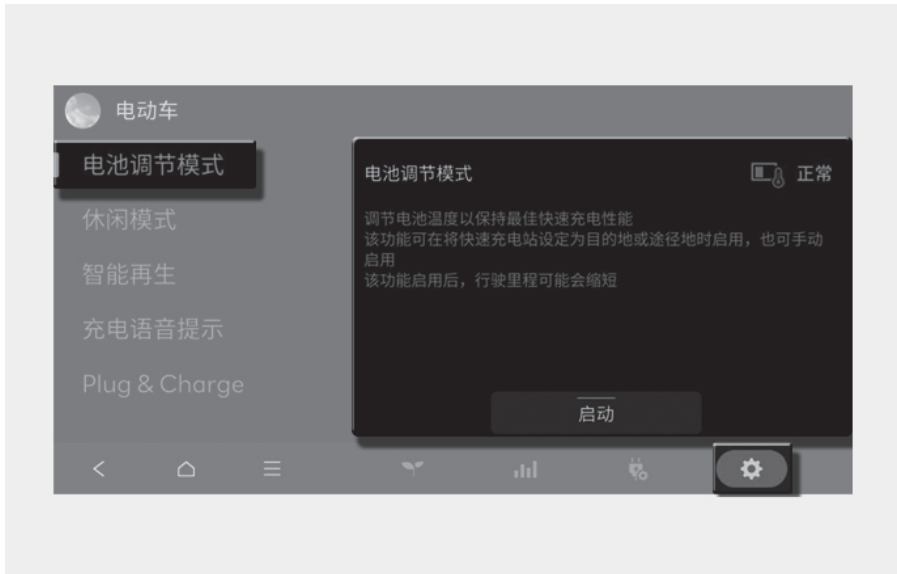 电动车
电池调节模式
休闲模式
智能再生
充电语音提示
Plug & Charge
电池调节模式
正常
调节电池温度以保持最佳快速充电性能
该功能可在将快速充电站设定为目的地或途径地时启用，也可手动
启用
该功能启用后，行驶里程可能会缩短
启动